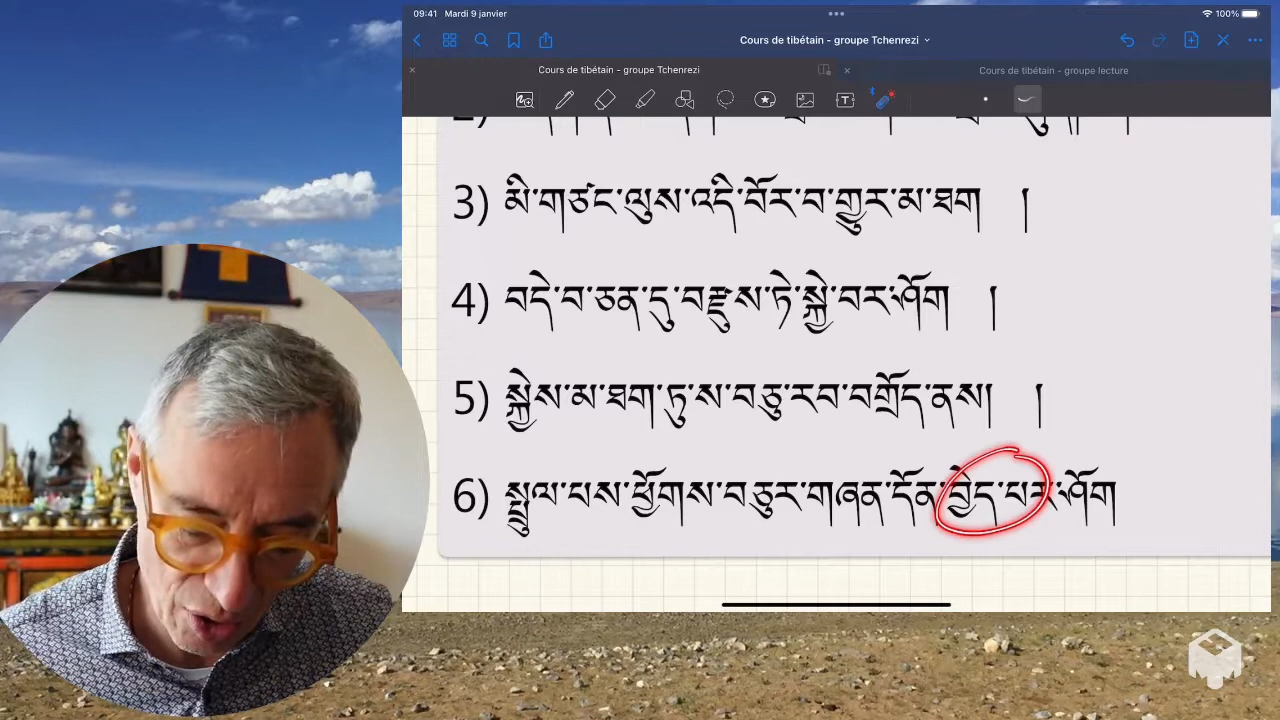 09:41 Mardi 9 janvier
100%
Cours de tibétain - groupe Tchenrezi
Cours de tibétain - groupe Tchenrezi
Cours de tibétain - groupe lecture
3) མི་གཙང་ལུས་འདི་བོར་བ་གྱུར་མ་ཐག །
4) བདེ་བ་ཅན་དུ་བརྫུས་ཏེ་སྐྱེ་བར་ཤོག །
5) སྐྱེས་མ་ཐག་ཏུ་ས་བཅུ་རབ་བགྲོད་ནས། །
6) སྤྲུལ་པས་ཕྱོགས་བཅུར་གཞན་དོན་བྱེད་པར་ཤོག